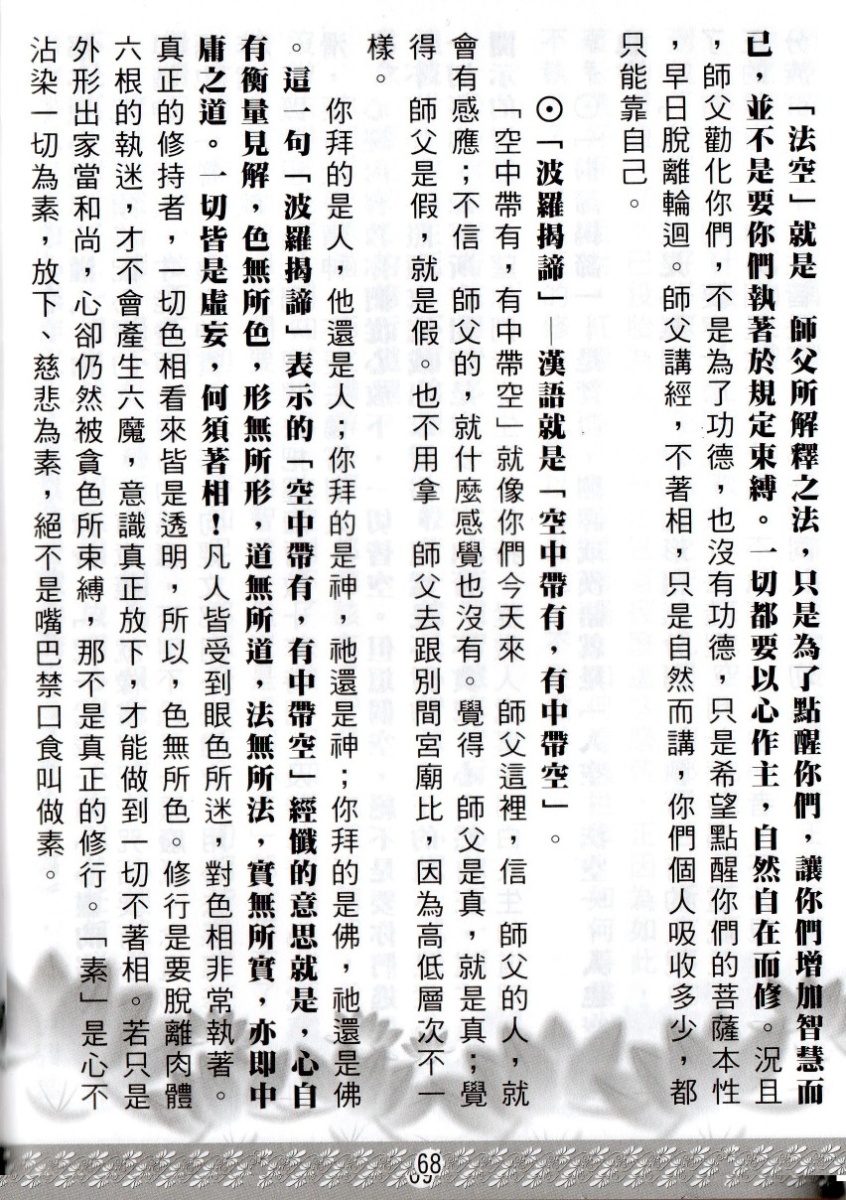 「法空」就是　師父所解釋之法，只是為了點醒你們，讓你們增加智慧而
已，並不是要你們執著於規定束縛。一切都要以心作主，自然自在而修。況且
，師父勸化你們，不是為了功德，也沒有功德，只是希望點醒你們的菩薩本性
，早日脫離輪迴。師父講經，不著相，只是自然而講，你們個人吸收多少，都
只能靠自己。
⊙「波羅揭諦」—漢語就是「空中帶有，有中帶空」。
「空中帶有，有中帶空」就像你們今天來　師父這裡，信　師父的人，就
會有感應；不信　師父的，就什麼感覺也沒有。覺得　師父是真，就是真；覺
得　師父是假，就是假。也不用拿　師父去跟別間宮廟比，因為高低層次不一
樣。
你拜的是人，他還是人；你拜的是神，祂還是神；你拜的是佛，祂還是佛
。這一句「波羅揭諦」表示的「空中帶有，有中帶空」經懺的意思就是，心自
有衡量見解，色無所色，形無所形，道無所道　法無所法，實無所實，亦即中
庸之道。一切皆是虛妄，何須著相！凡人皆受到眼色所迷，對色相非常執著。
真正的修持者，一切色相看來皆是透明，所以，色無所色。修行是要脫離肉體
六根的執迷，才不會產生六魔，意識真正放下，才能做到一切不著相。若只是
外形出家當和尚，心卻仍然被貪色所束縛，那不是真正的修行。「素」是心不
沾染一切為素，放下、慈悲為素，絕不是嘴巴禁口食叫做素。
68